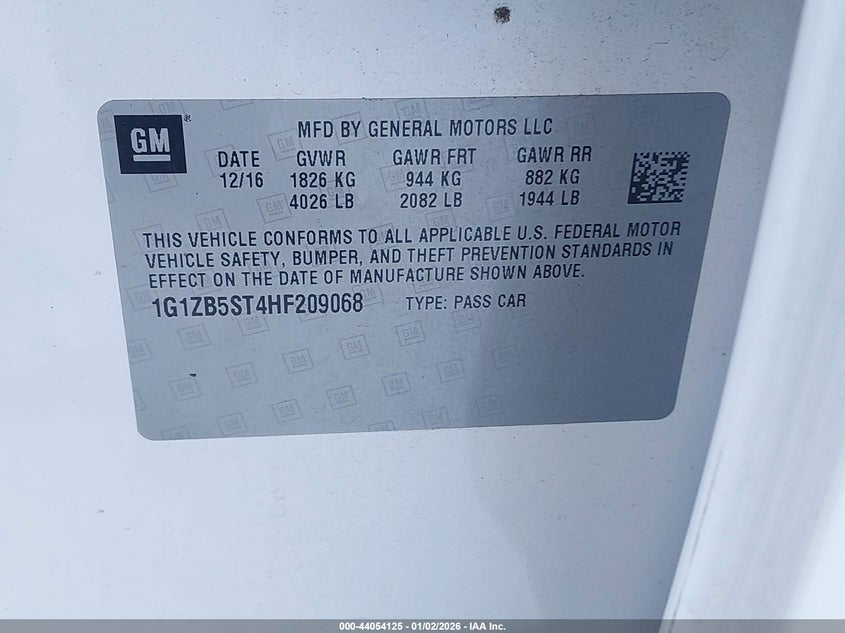 GM
MFD BY GENERAL MOTORS LLC
DATE GVWR GAWR FRT GAWR RR
12/16 1826 KG 944 KG 882 KG
4026 LB 2082 LB 1944 LB
THIS VEHICLE CONFORMS TO ALL APPLICABLE U.S. FEDERAL MOTOR
VEHICLE SAFETY, BUMPER, AND THEFT PREVENTION STANDARDS IN
EFFECT ON THE DATE OF MANUFACTURE SHOWN ABOVE.
1G1ZB5ST4HF209068 TYPE: PASS CAR
000-44054125 - 01/02/2026 - IAA Inc.